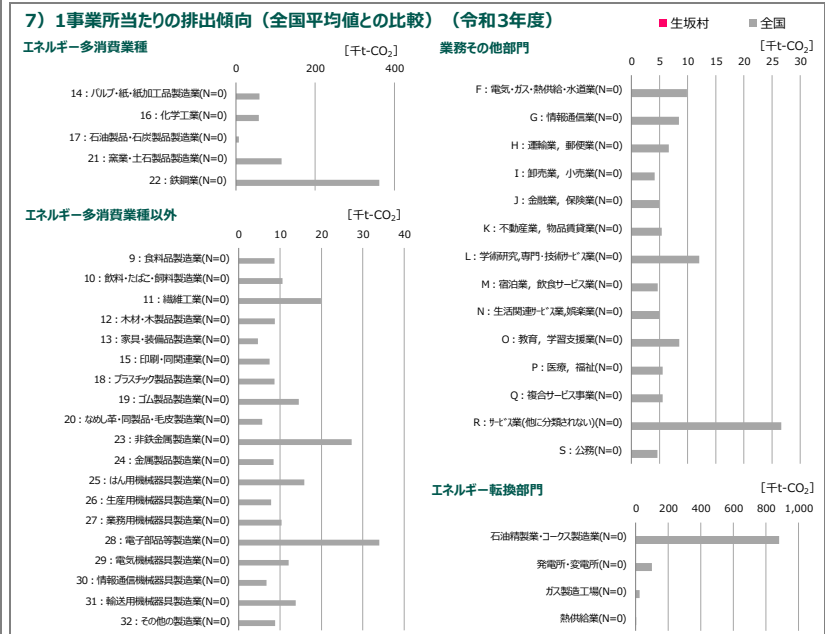 7）1事業所当たりの排出傾向（全国平均値との比較）（令和3年度）
■生坂村 ■全国
エネルギー多消費業種
[千t-CO₂]
0 200 400
14：パルプ・紙・紙加工品製造業(N=0)
16：化学工業(N=0)
17：石油製品・石炭製品製造業(N=0)
21：窯業・土石製品製造業(N=0)
22：鉄鋼業(N=0)
エネルギー多消費業種以外
[千t-CO₂]
0 10 20 30 40
9：食料品製造業(N=0)
10：飲料・たばこ・飼料製造業(N=0)
11：繊維工業(N=0)
12：木材・木製品製造業(N=0)
13：家具・装備品製造業(N=0)
15：印刷・同関連業(N=0)
18：プラスチック製品製造業(N=0)
19：ゴム製品製造業(N=0)
20：なめし革・同製品・毛皮製造業(N=0)
23：非鉄金属製造業(N=0)
24：金属製品製造業(N=0)
25：はん用機械器具製造業(N=0)
26：生産用機械器具製造業(N=0)
27：業務用機械器具製造業(N=0)
28：電子部品等製造業(N=0)
29：電気機械器具製造業(N=0)
30：情報通信機械器具製造業(N=0)
31：輸送用機械器具製造業(N=0)
32：その他の製造業(N=0)
業務その他部門
[千t-CO₂]
0 5 10 15 20 25 30
F：電気・ガス・熱供給・水道業(N=0)
G：情報通信業(N=0)
H：運輸業，郵便業(N=0)
I：卸売業，小売業(N=0)
J：金融業，保険業(N=0)
K：不動産業，物品賃貸業(N=0)
L：学術研究,専門・技術サービス業(N=0)
M：宿泊業，飲食サービス業(N=0)
N：生活関連サービス業,娯楽業(N=0)
O：教育，学習支援業(N=0)
P：医療，福祉(N=0)
Q：複合サービス事業(N=0)
R：サービス業(他に分類されない)(N=0)
S：公務(N=0)
エネルギー転換部門
[千t-CO₂]
0 200 400 600 800 1,000
石油精製業・コークス製造業(N=0)
発電所・変電所(N=0)
ガス製造工場(N=0)
熱供給業(N=0)